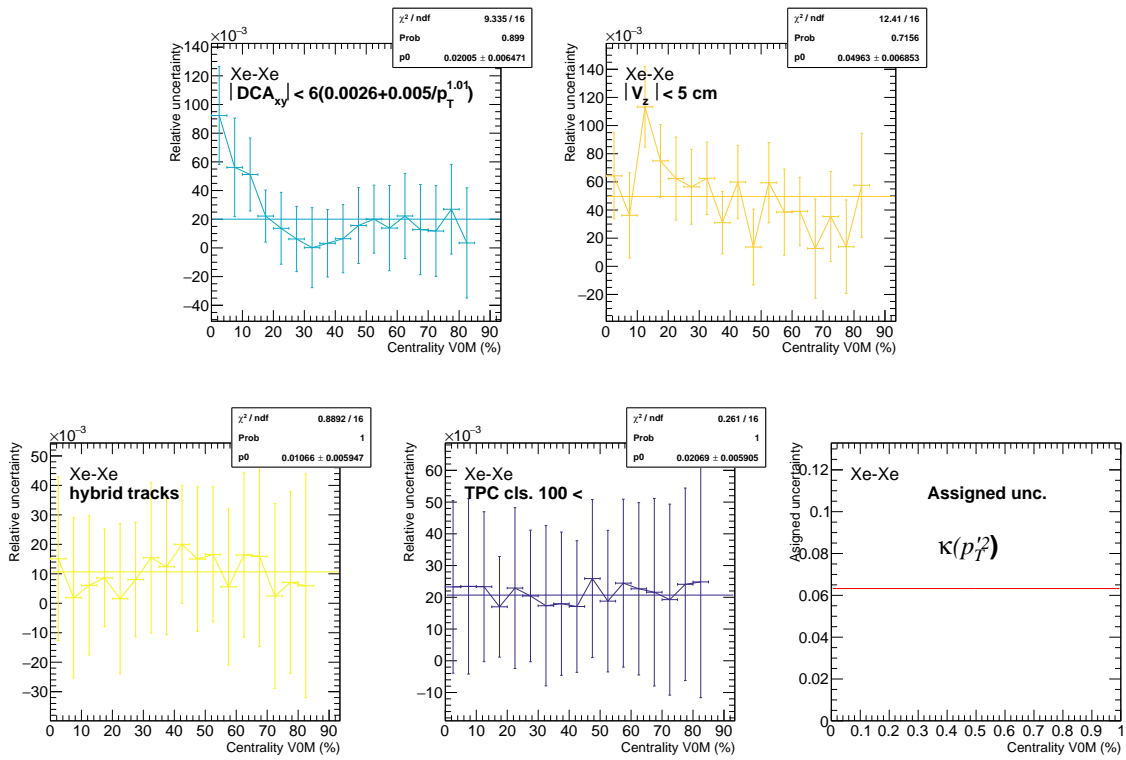 χ² / ndf 9.335 / 16
Prob 0.899
p0 0.02005 ± 0.006471
×10⁻³
Xe-Xe
| DCA_xy | < 6(0.0026+0.005/p_T^1.01)
Relative uncertainty
140
120
100
80
60
40
20
0
−20
−40
0 10 20 30 40 50 60 70 80 90
Centrality V0M (%)
χ² / ndf 12.41 / 16
Prob 0.7156
p0 0.04963 ± 0.006853
×10⁻³
Xe-Xe
| V_z | < 5 cm
Relative uncertainty
140
120
100
80
60
40
20
0
−20
0 10 20 30 40 50 60 70 80 90
Centrality V0M (%)
χ² / ndf 0.8892 / 16
Prob 1
p0 0.01066 ± 0.005947
×10⁻³
Xe-Xe
hybrid tracks
Relative uncertainty
50
40
30
20
10
0
−10
−20
−30
0 10 20 30 40 50 60 70 80 90
Centrality V0M (%)
χ² / ndf 0.261 / 16
Prob 1
p0 0.02069 ± 0.005905
×10⁻³
Xe-Xe
TPC cls. 100 <
Relative uncertainty
60
50
40
30
20
10
0
−10
0 10 20 30 40 50 60 70 80 90
Centrality V0M (%)
Xe-Xe
Assigned unc.
κ(p_T'^2)
Asigned uncertainty
0.12
0.1
0.08
0.06
0.04
0.02
0
0 0.1 0.2 0.3 0.4 0.5 0.6 0.7 0.8 0.9 1
Centrality V0M (%)